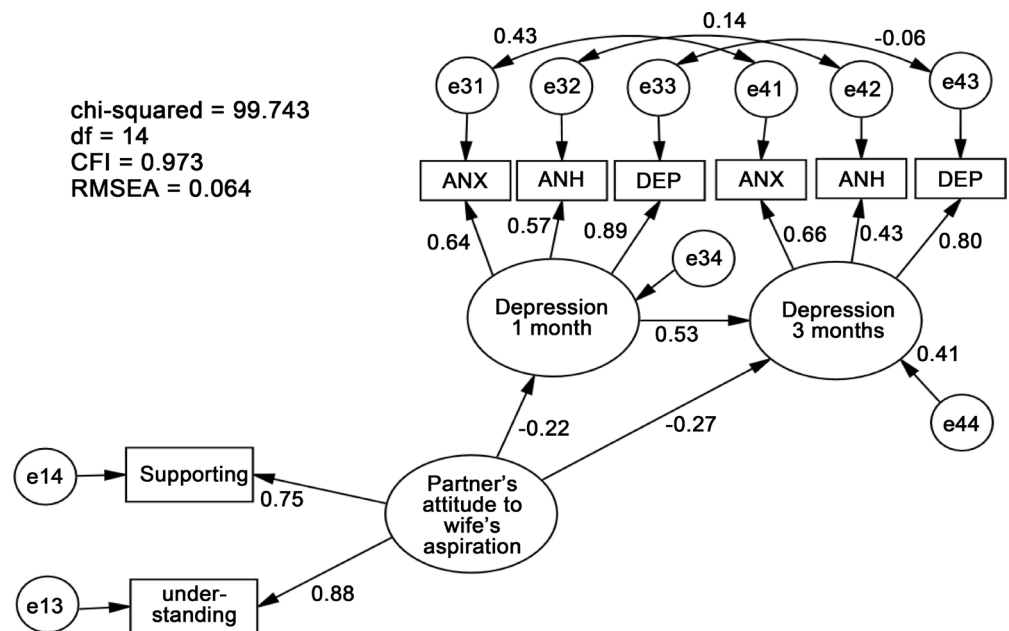 0.43
0.14
-0.06
e31 e32 e33 e41 e42 e43
chi-squared = 99.743
df = 14
CFI = 0.973
RMSEA = 0.064
ANX ANH DEP ANX ANH DEP
0.64 0.57 0.89 0.66 0.43 0.80
e34
Depression
1 month
Depression
3 months
0.53
0.41
-0.22
-0.27
e44
e14
Supporting
0.75
Partner's
attitude to
wife's
aspiration
e13
under-
standing
0.88